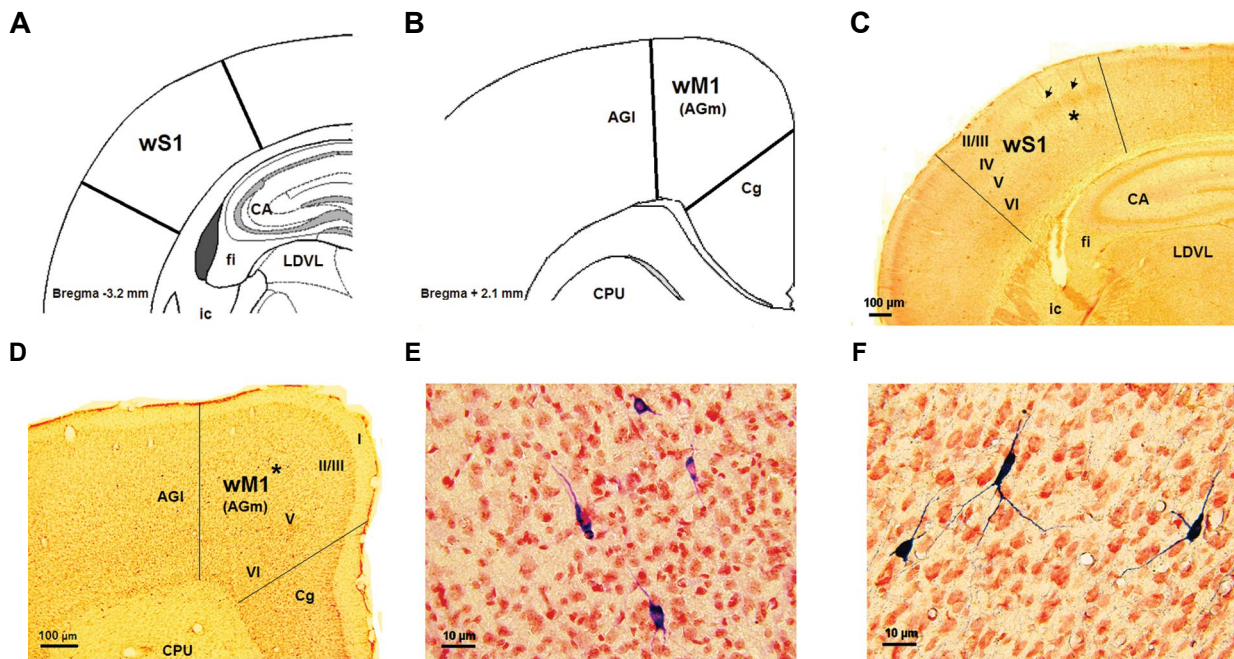 A
wS1
CA
fi
LDVL
Bregma -3.2 mm
ic
B
wM1
AGl
(AGm)
Cg
Bregma + 2.1 mm
CPU
C
*
II/III
wS1
IV
V
VI
CA
fi
LDVL
100 µm
ic
D
I
II/III
*
AGl
wM1
(AGm)
V
VI
Cg
100 µm
CPU
E
10 µm
F
10 µm